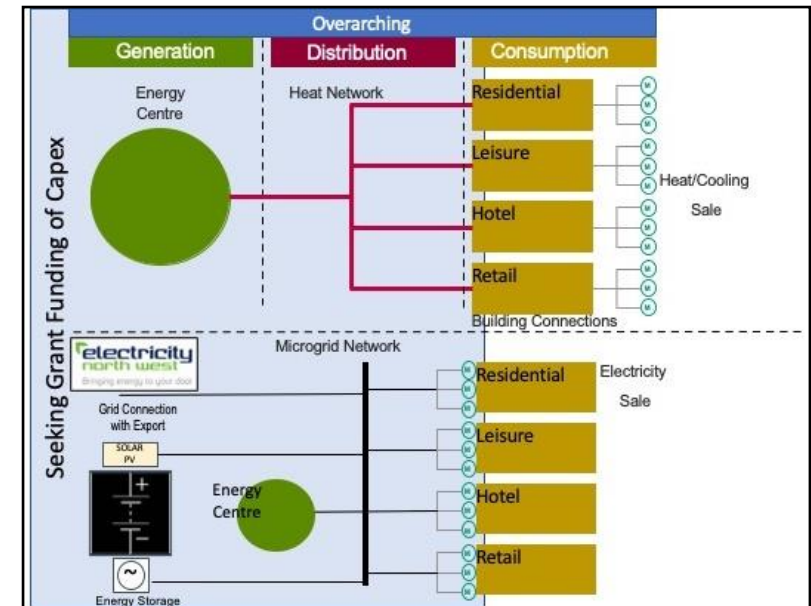 Overarching
Generation
Distribution
Consumption
Seeking Grant Funding of Capex
Energy
Centre
Heat Network
Residential
M
M
M
Leisure
M
M
M
Heat/Cooling
Sale
Hotel
M
M
M
Retail
M
M
M
Building Connections
electricity
north west
Bringing energy to your door
Microgrid Network
Grid Connection
with Export
SOLAR
PV
+
−
Energy
Centre
~
Energy Storage
M
M
M
Residential
Electricity
Sale
M
M
M
Leisure
M
M
M
Hotel
M
M
M
Retail